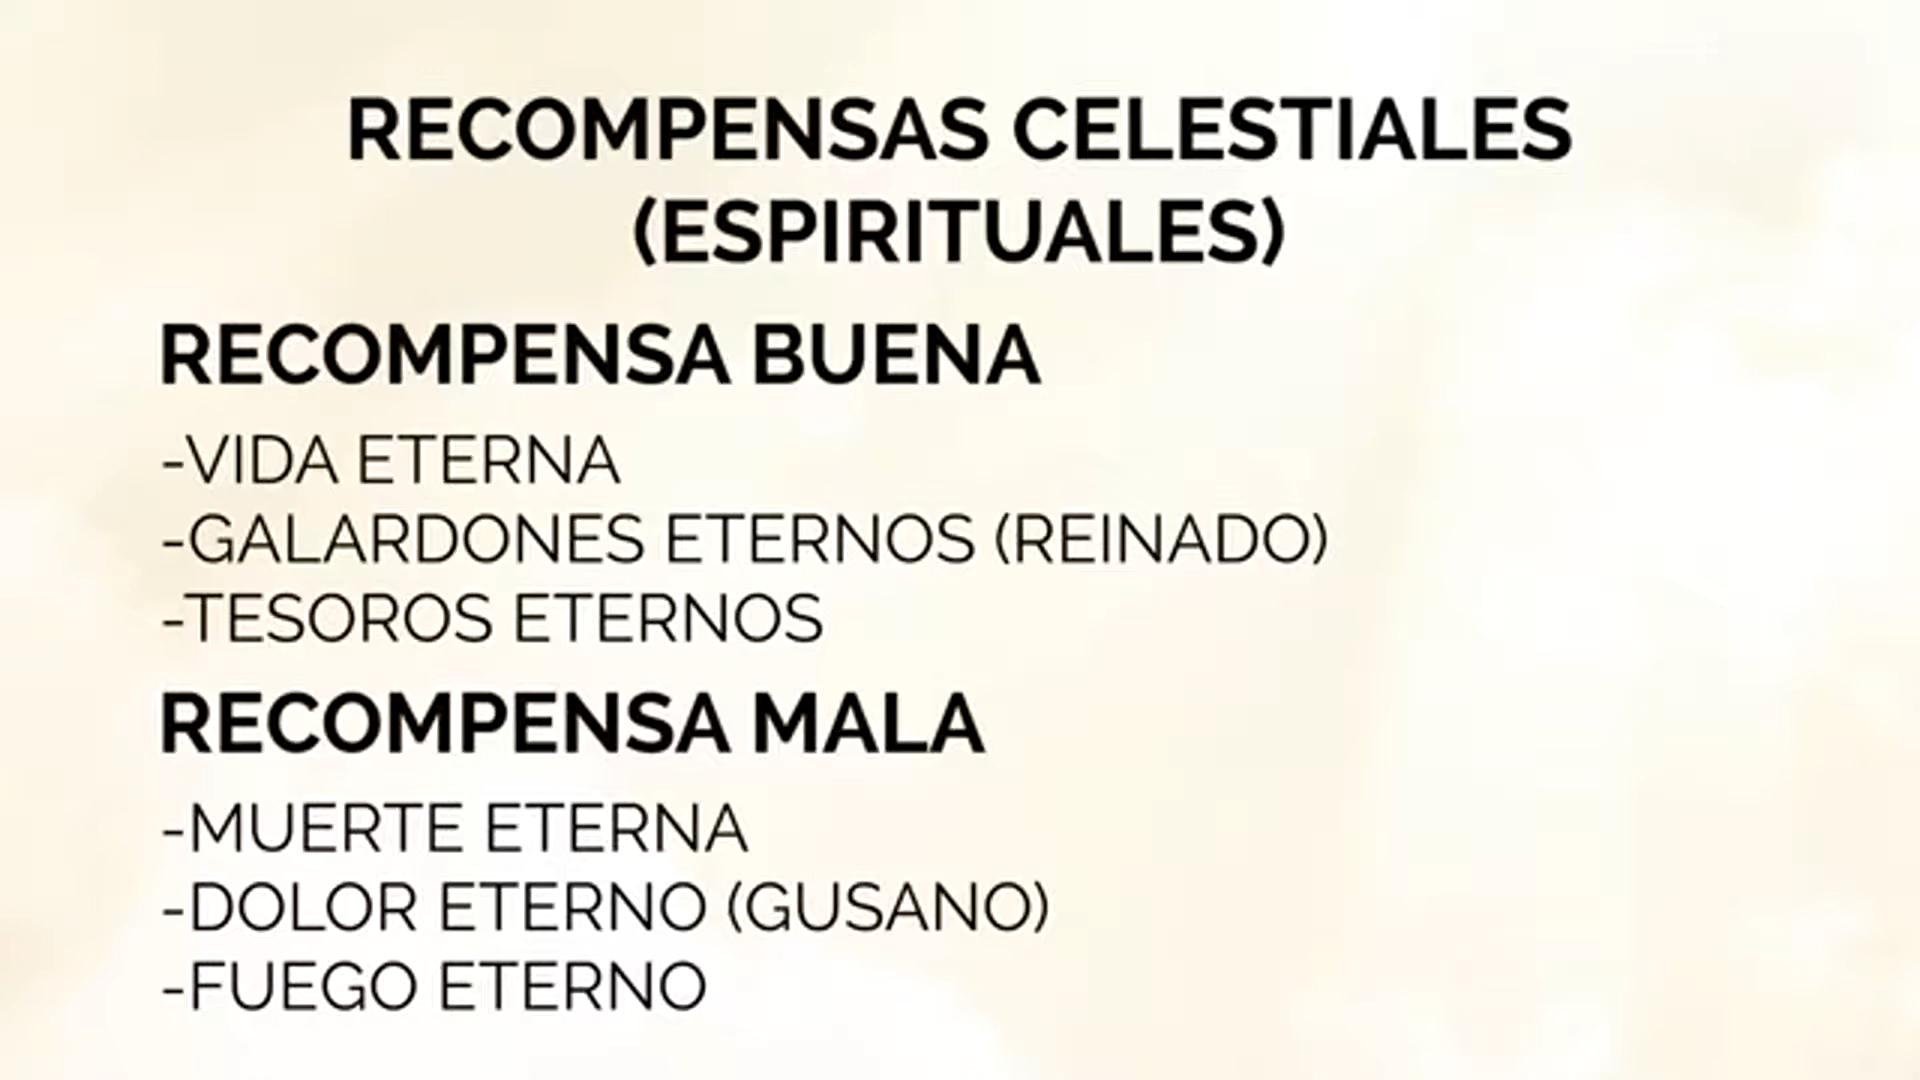 RECOMPENSAS CELESTIALES
(ESPIRITUALES)
RECOMPENSA BUENA
-VIDA ETERNA
-GALARDONES ETERNOS (REINADO)
-TESOROS ETERNOS
RECOMPENSA MALA
-MUERTE ETERNA
-DOLOR ETERNO (GUSANO)
-FUEGO ETERNO